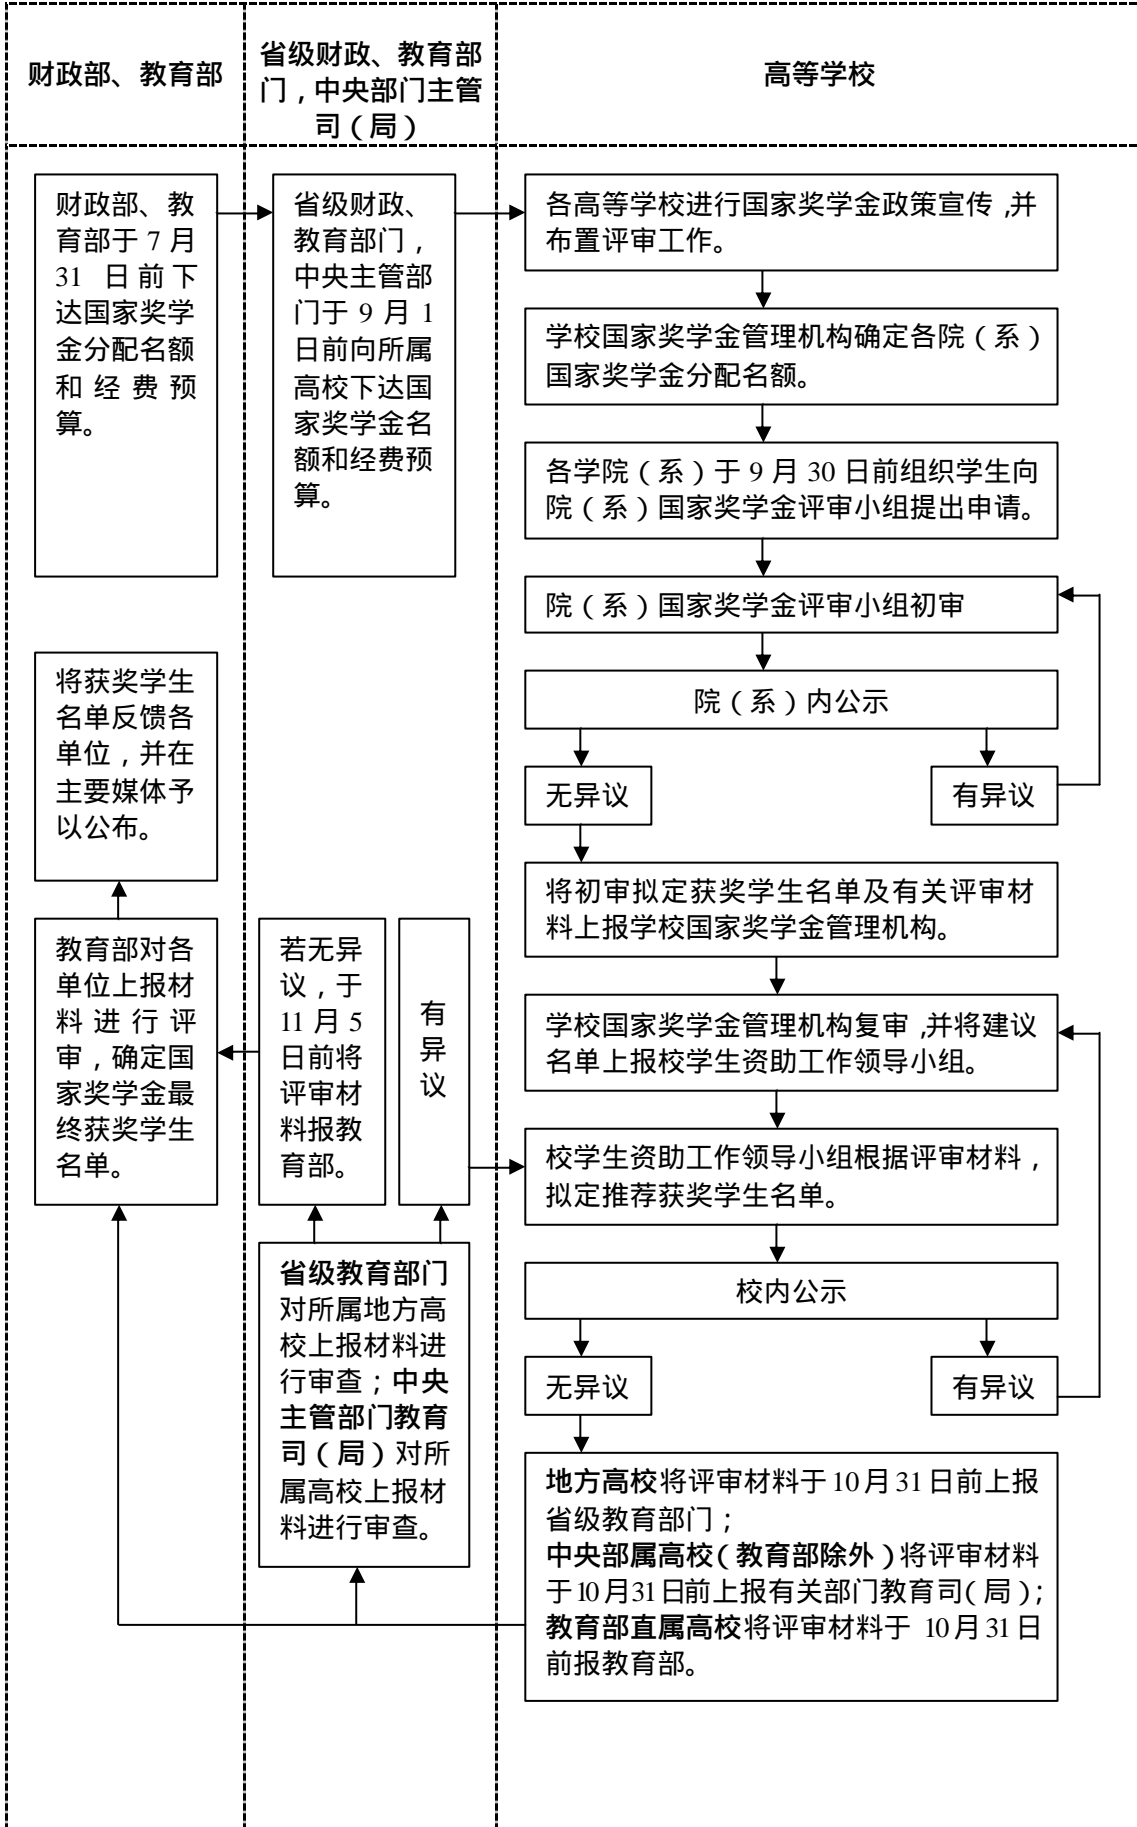 财政部、教育部
省级财政、教育部
门，中央部门主管
司（局）
高等学校
财政部、教
育部于 7 月
31 日前下
达国家奖学
金分配名额
和经费预
算。
省级财政、
教育部门，
中央主管部
门于 9 月 1
日前向所属
高校下达国
家奖学金名
额和经费预
算。
各高等学校进行国家奖学金政策宣传，并
布置评审工作。
学校国家奖学金管理机构确定各院（系）
国家奖学金分配名额。
各学院（系）于 9 月 30 日前组织学生向
院（系）国家奖学金评审小组提出申请。
院（系）国家奖学金评审小组初审
院（系）内公示
无异议
有异议
将初审拟定获奖学生名单及有关评审材
料上报学校国家奖学金管理机构。
学校国家奖学金管理机构复审，并将建议
名单上报校学生资助工作领导小组。
校学生资助工作领导小组根据评审材料，
拟定推荐获奖学生名单。
校内公示
无异议
有异议
地方高校将评审材料于 10 月 31 日前上报
省级教育部门；
中央部属高校（教育部除外）将评审材料
于 10 月 31 日前上报有关部门教育司（局）；
教育部直属高校将评审材料于 10 月 31 日
前报教育部。
省级教育部门
对所属地方高
校上报材料进
行审查；中央
主管部门教育
司（局）对所
属高校上报材
料进行审查。
若无异
议，于
11 月 5
日前将
评审材
料报教
育部。
有
异
议
教育部对各
单位上报材
料进行评
审，确定国
家奖学金最
终获奖学生
名单。
将获奖学生
名单反馈各
单位，并在
主要媒体予
以公布。